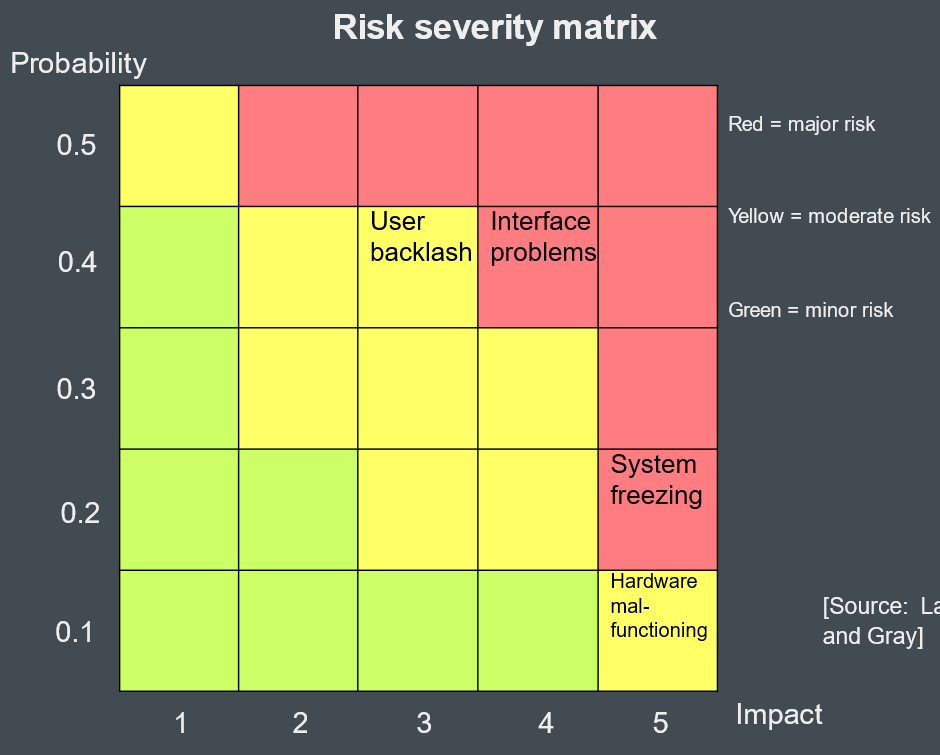 Risk severity matrix
Probability
0.5
Red = major risk
Yellow = moderate risk
User
backlash
Interface
problems
0.4
Green = minor risk
0.3
System
freezing
0.2
Hardware
mal-
functioning
0.1
[Source:
and Gray]
1 2 3 4 5
Impact